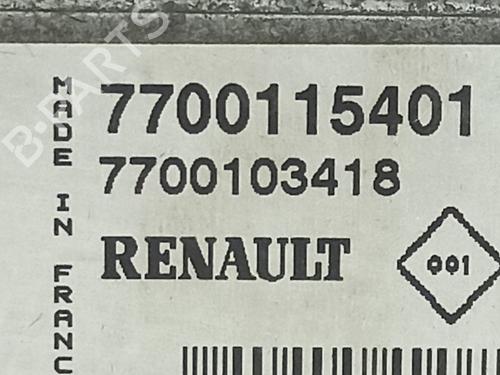 7700115401
7700103418
RENAULT
001
MADE IN FRANC
B-PARTS